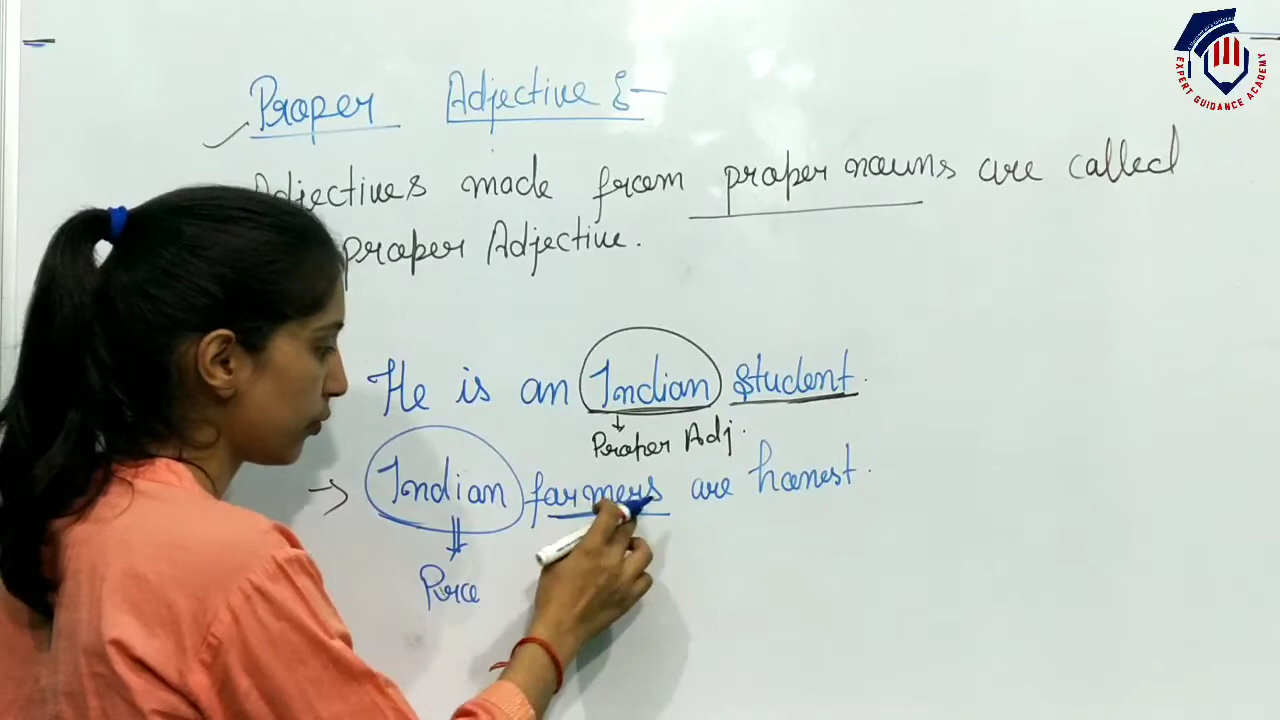 Proper Adjective :-
Adjectives made from proper nouns are called
proper Adjective.
He is an Indian student.
Proper Adj.
Indian farmers are honest.
EXPERT GUIDANCE ACADEMY